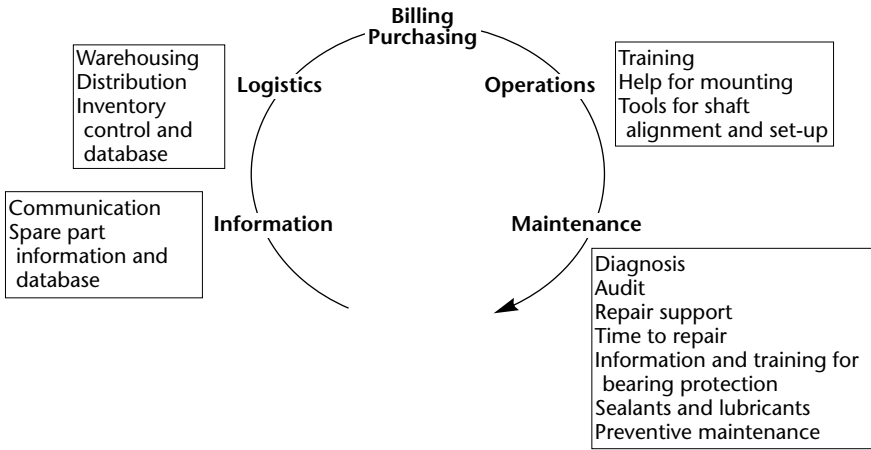 Billing
Purchasing
Logistics
Warehousing
Distribution
Inventory
control and
database
Operations
Training
Help for mounting
Tools for shaft
alignment and set-up
Information
Communication
Spare part
information and
database
Maintenance
Diagnosis
Audit
Repair support
Time to repair
Information and training for
bearing protection
Sealants and lubricants
Preventive maintenance